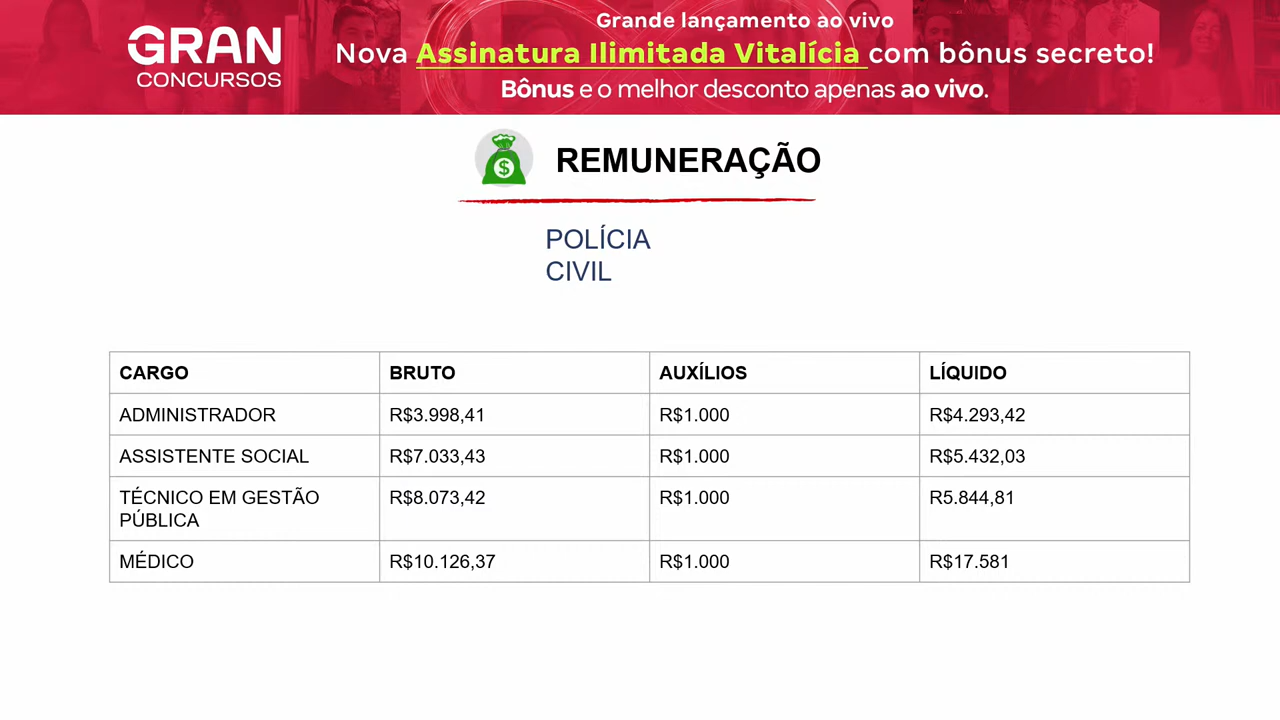 GRAN
CONCURSOS
Grande lançamento ao vivo
Nova Assinatura Ilimitada Vitalícia com bônus secreto!
Bônus e o melhor desconto apenas ao vivo.
$
REMUNERAÇÃO
POLÍCIA
CIVIL
CARGO BRUTO AUXÍLIOS LÍQUIDO
ADMINISTRADOR R$3.998,41 R$1.000 R$4.293,42
ASSISTENTE SOCIAL R$7.033,43 R$1.000 R$5.432,03
TÉCNICO EM GESTÃO R$8.073,42 R$1.000 R5.844,81
PÚBLICA
MÉDICO R$10.126,37 R$1.000 R$17.581